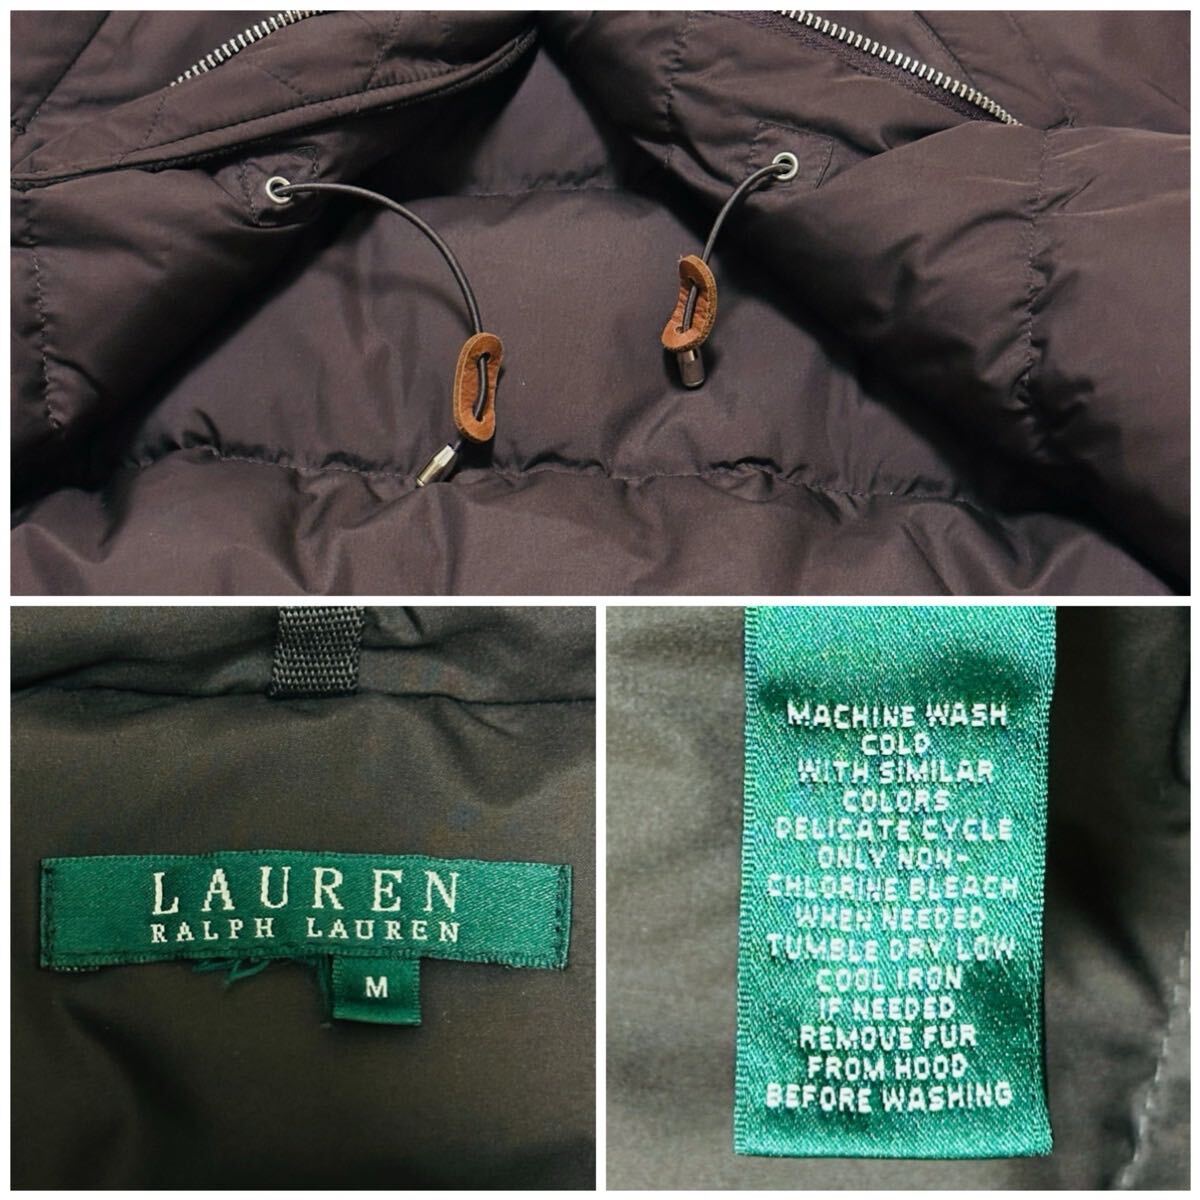 LAUREN
RALPH LAUREN
M
MACHINE WASH
COLD
WITH SIMILAR
COLORS
DELICATE CYCLE
ONLY NON-
CHLORINE BLEACH
WHEN NEEDED
TUMBLE DRY LOW
COOL IRON
IF NEEDED
REMOVE FUR
FROM HOOD
BEFORE WASHING